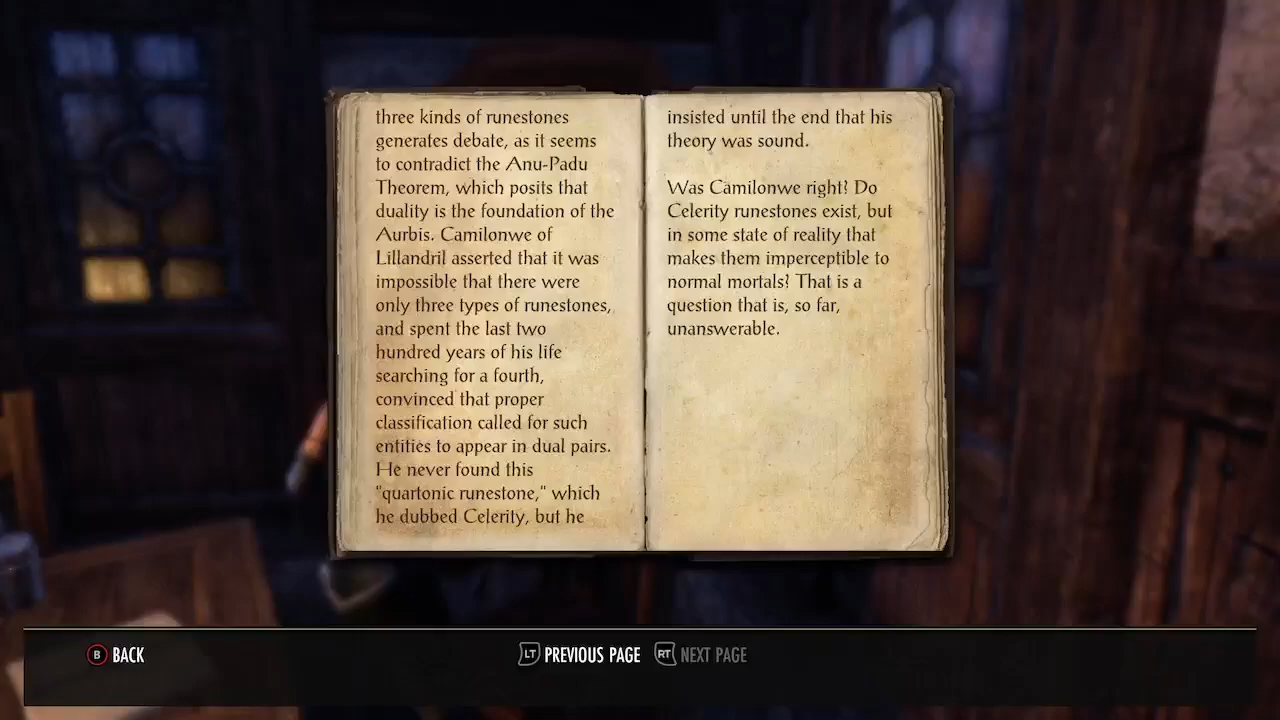 three kinds of runestones
generates debate, as it seems
to contradict the Anu-Padu
Theorem, which posits that
duality is the foundation of the
Aurbis. Camilonwe of
Lillandril asserted that it was
impossible that there were
only three types of runestones,
and spent the last two
hundred years of his life
searching for a fourth,
convinced that proper
classification called for such
entities to appear in dual pairs.
He never found this
"quartonic runestone," which
he dubbed Celerity, but he
insisted until the end that his
theory was sound.
Was Camilonwe right? Do
Celerity runestones exist, but
in some state of reality that
makes them imperceptible to
normal mortals? That is a
question that is, so far,
unanswerable.
B BACK
LT PREVIOUS PAGE RT NEXT PAGE